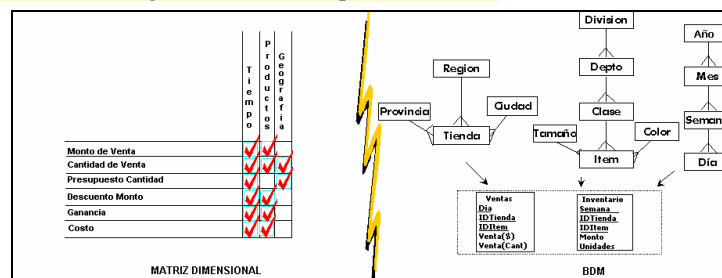 Tiempo
Productos
Geografia
Monto de Venta
Cantidad de Venta
Presupuesto Cantidad
Descuento Monto
Ganancia
Costo
MATRIZ DIMENSIONAL
Division
Año
Region
Depto
Mes
Provincia
Ciudad
Clase
Semana
Tienda
Tamaño
Color
Item
Día
Ventas
Día
IDTienda
IDItem
Venta($)
Venta(Cant)
Inventario
Semana
IDTienda
IDItem
Monto
Unidades
BDM